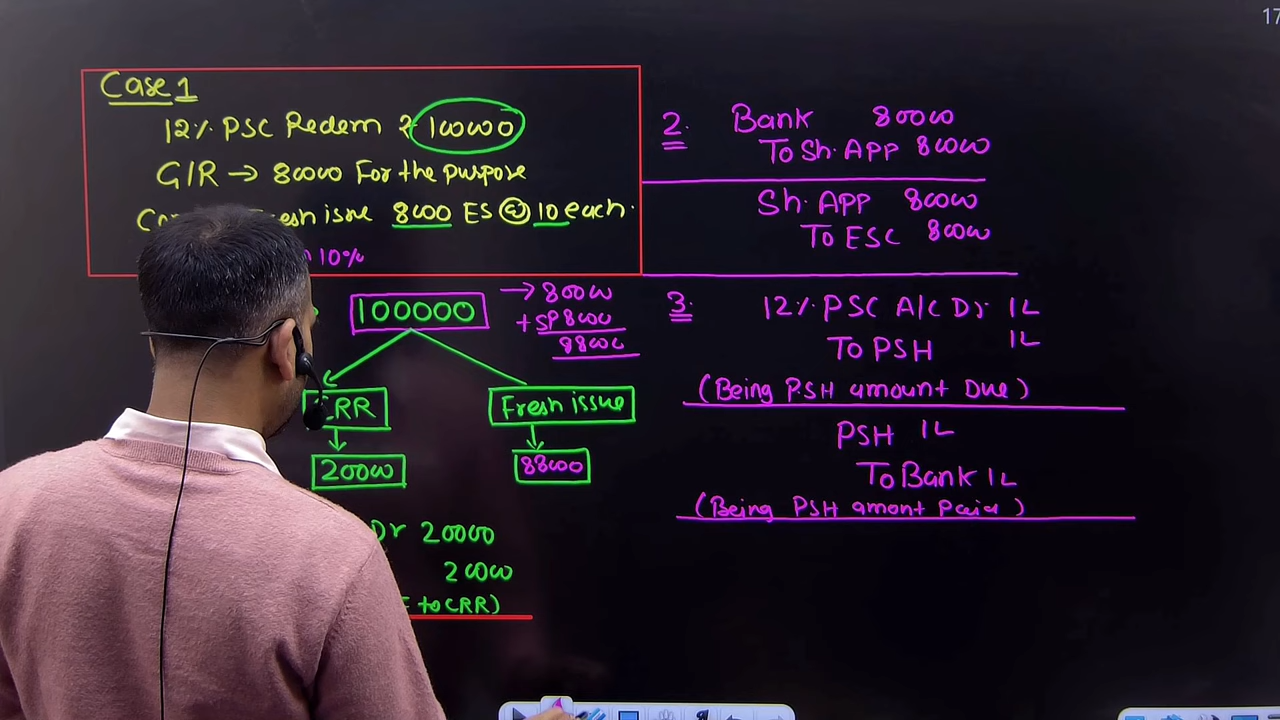 Case 1
12% PSC Redem ₹ 100000
G/R → 80000 For the purpose
Fresh issue 8000 ES @ 10 each.
10%
100000
→ 80000
+ SP 8000
88000
CRR
Fresh issue
20000
88000
Dr 20000
20000
to CRR)
2. Bank 80000
To Sh. APP 80000
Sh. APP 80000
To ESC 80000
3 12% PSC A/C Dr 1L
To PSH 1L
(Being PSH amount Due)
PSH 1L
To Bank 1L
(Being PSH amont Paid)
17